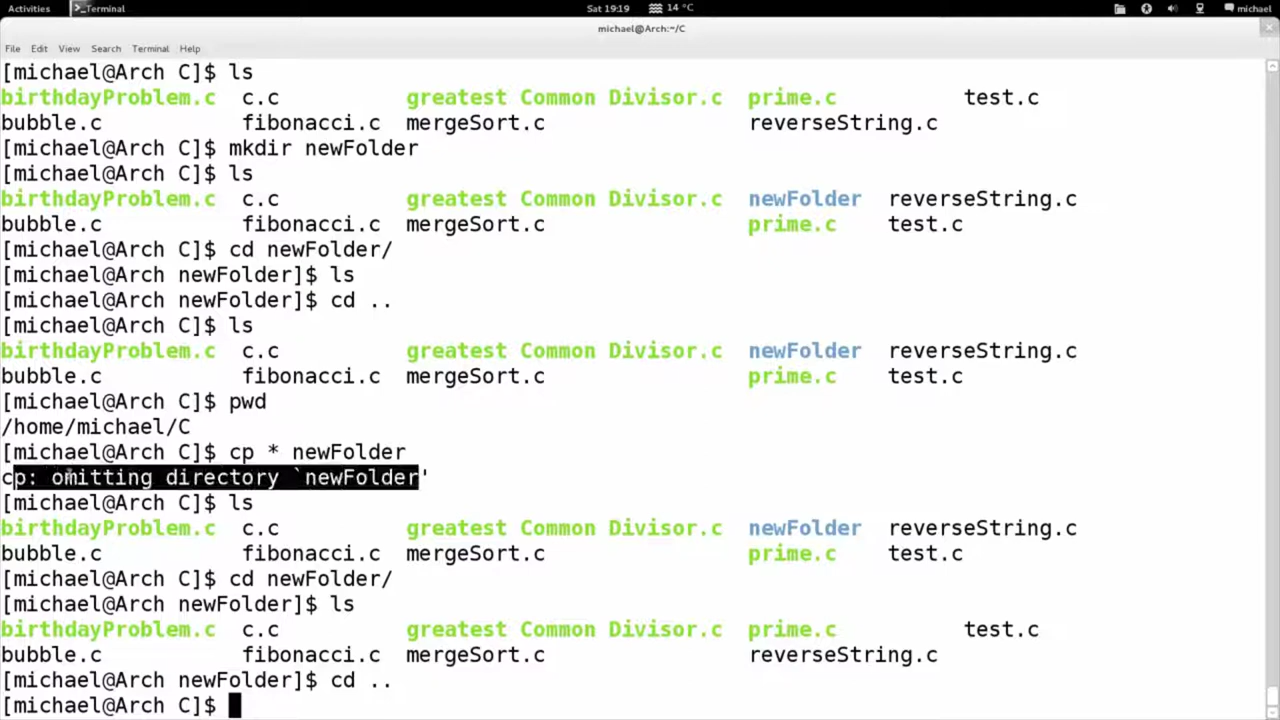 Activities >_Terminal Sat 19:19 14 °C michael
michael@Arch:~/C
File Edit View Search Terminal Help
[michael@Arch C]$ ls
birthdayProblem.c c.c greatest Common Divisor.c prime.c test.c
bubble.c fibonacci.c mergeSort.c reverseString.c
[michael@Arch C]$ mkdir newFolder
[michael@Arch C]$ ls
birthdayProblem.c c.c greatest Common Divisor.c newFolder reverseString.c
bubble.c fibonacci.c mergeSort.c prime.c test.c
[michael@Arch C]$ cd newFolder/
[michael@Arch newFolder]$ ls
[michael@Arch newFolder]$ cd ..
[michael@Arch C]$ ls
birthdayProblem.c c.c greatest Common Divisor.c newFolder reverseString.c
bubble.c fibonacci.c mergeSort.c prime.c test.c
[michael@Arch C]$ pwd
/home/michael/C
[michael@Arch C]$ cp * newFolder
cp: omitting directory `newFolder'
[michael@Arch C]$ ls
birthdayProblem.c c.c greatest Common Divisor.c newFolder reverseString.c
bubble.c fibonacci.c mergeSort.c prime.c test.c
[michael@Arch C]$ cd newFolder/
[michael@Arch newFolder]$ ls
birthdayProblem.c c.c greatest Common Divisor.c prime.c test.c
bubble.c fibonacci.c mergeSort.c reverseString.c
[michael@Arch newFolder]$ cd ..
[michael@Arch C]$